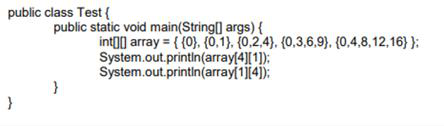 public class Test {
public static void main(String[] args) {
int[][] array = { {0}, {0,1}, {0,2,4}, {0,3,6,9}, {0,4,8,12,16} };
System.out.println(array[4][1]);
System.out.println(array[1][4]);
}
}